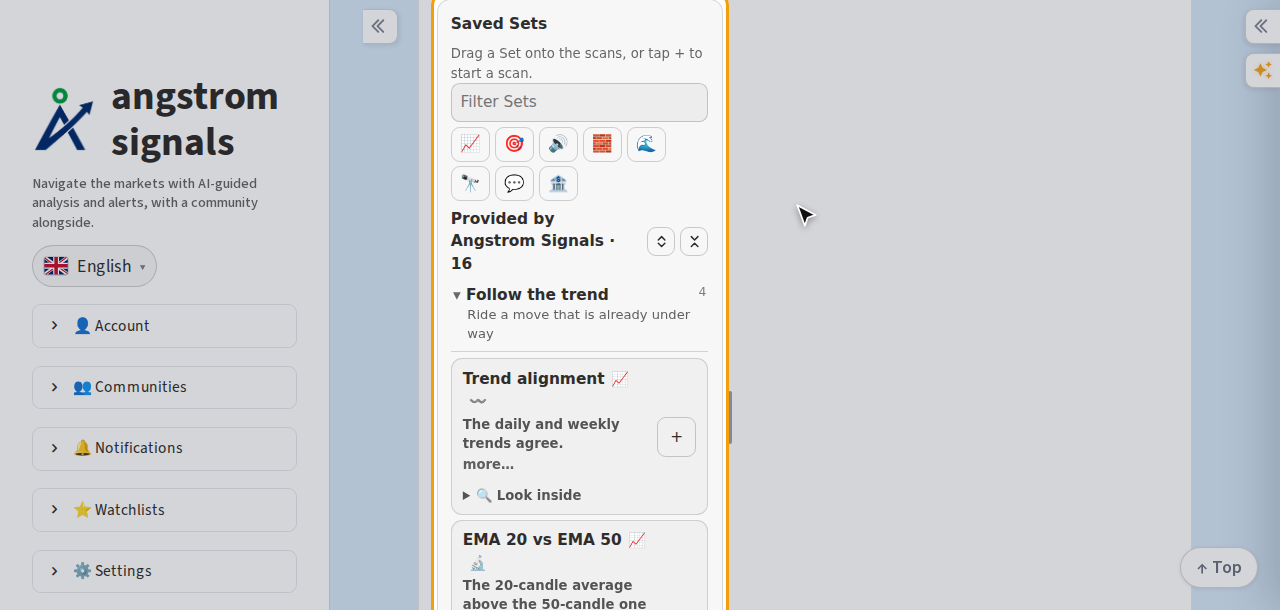 angstrom
signals
Navigate the markets with AI-guided
analysis and alerts, with a community
alongside.
English
Account
Communities
Notifications
Watchlists
Settings
Saved Sets
Drag a Set onto the scans, or tap + to
start a scan.
Filter Sets
Provided by
Angstrom Signals ·
16
Follow the trend 4
Ride a move that is already under
way
Trend alignment
The daily and weekly
trends agree.
more...
+
Look inside
EMA 20 vs EMA 50
The 20-candle average
above the 50-candle one
Top